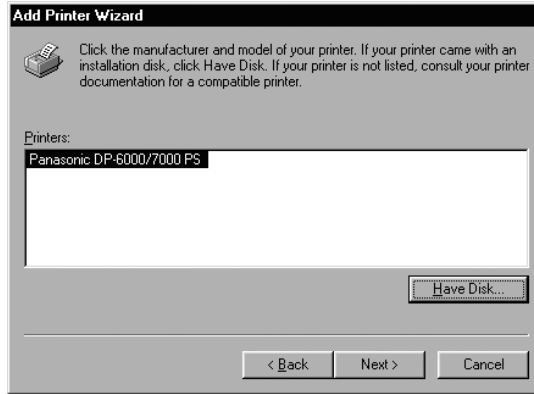 Add Printer Wizard
Click the manufacturer and model of your printer. If your printer came with an
installation disk, click Have Disk. If your printer is not listed, consult your printer
documentation for a compatible printer.
Printers:
Panasonic DP-6000/7000 PS
Have Disk...
< Back
Next >
Cancel